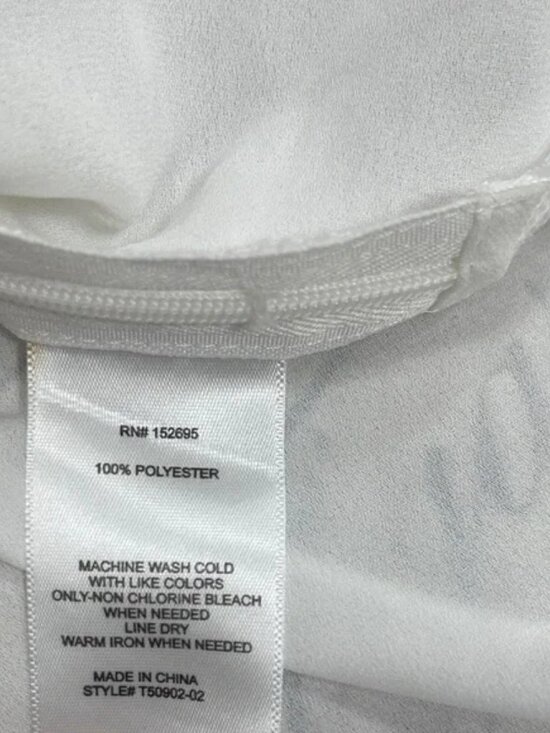 RN# 152695
100% POLYESTER
MACHINE WASH COLD
WITH LIKE COLORS
ONLY-NON CHLORINE BLEACH
WHEN NEEDED
LINE DRY
WARM IRON WHEN NEEDED
MADE IN CHINA
STYLE# T50902-02